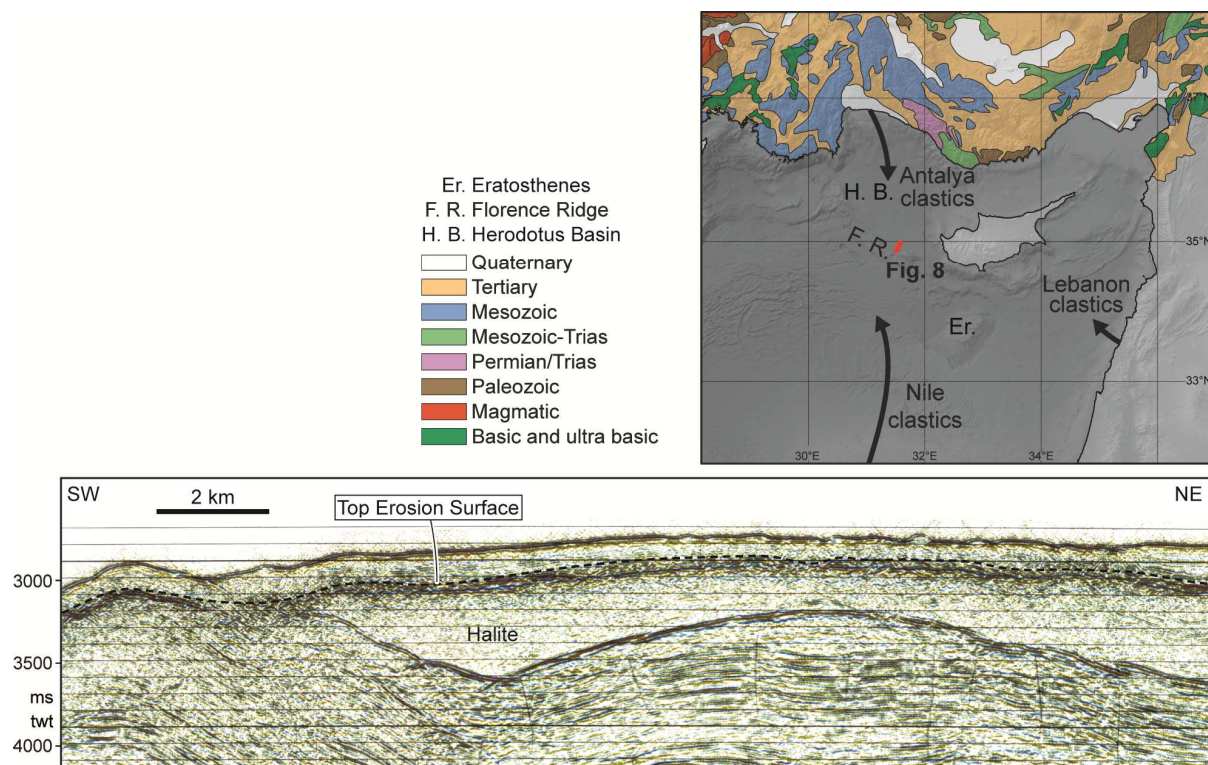 Er. Eratosthenes
F. R. Florence Ridge
H. B. Herodotus Basin
Quaternary
Tertiary
Mesozoic
Mesozoic-Trias
Permian/Trias
Paleozoic
Magmatic
Basic and ultra basic
37°N
Antalya
clastics
H. B.
F. R.
35°N
Fig. 8
Lebanon
clastics
Er.
33°N
Nile
clastics
30°E
32°E
34°E
SW
2 km
Top Erosion Surface
NE
3000
Halite
3500
ms
twt
4000